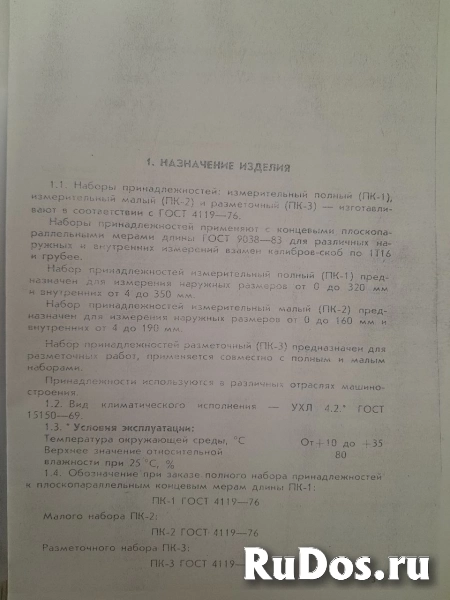 1. НАЗНАЧЕНИЕ ИЗДЕЛИЯ
1.1. Наборы принадлежностей: измерительный полный (ПК-1),
измерительный малый (ПК-2) и разметочный (ПК-3) — изготавли-
вают в соответствии с ГОСТ 4119—76.
Наборы принадлежностей применяют с концевыми плоскопа-
раллельными мерами длины ГОСТ 9038—83 для различных на-
ружных и внутренних измерений взамен калибров-скоб по 1Т16
и грубее.
Набор принадлежностей измерительный полный (ПК-1) пред-
назначен для измерения наружных размеров от 0 до 320 мм
и внутренних от 4 до 350 мм.
Набор принадлежностей измерительный малый (ПК-2) пред-
назначен для измерения наружных размеров от 0 до 160 мм и
внутренних от 4 до 190 мм.
Набор принадлежностей разметочный (ПК-3) предназначен для
разметочных работ, применяется совместно с полным и малым
наборами.
Принадлежности используются в различных отраслях машино-
строения.
1.2. Вид климатического исполнения — УХЛ 4.2.* ГОСТ
15150—69.
1.3. * Условия эксплуатации:
Температура окружающей среды, °С От+10 до +35
Верхнее значение относительной
влажности при 25 °С, % 80
1.4. Обозначение при заказе полного набора принадлежностей
к плоскопараллельным концевым мерам длины ПК-1:
ПК-1 ГОСТ 4119—76
Малого набора ПК-2:
ПК-2 ГОСТ 4119—76
Разметочного набора ПК-3:
ПК-3 ГОСТ 4119—
RuDos.ru